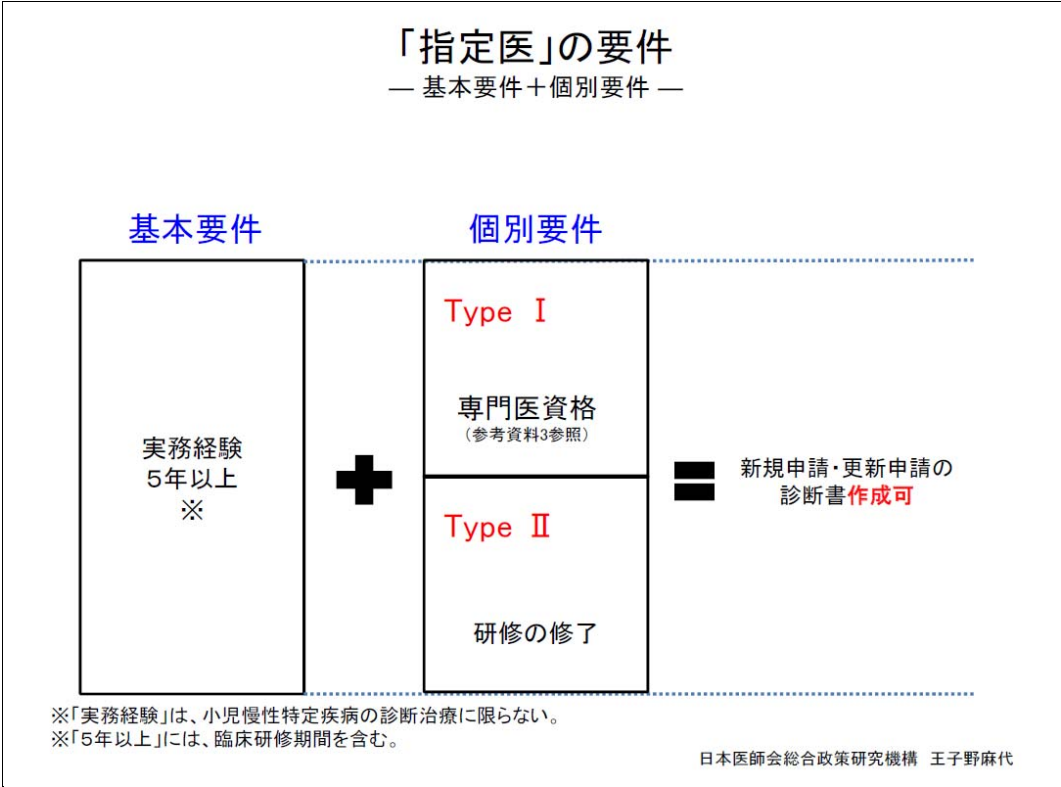 「指定医」の要件
― 基本要件＋個別要件 ―
基本要件
個別要件
実務経験
５年以上
※
Type Ⅰ
専門医資格
（参考資料3参照）
Type Ⅱ
研修の修了
新規申請・更新申請の
診断書作成可
※「実務経験」は、小児慢性特定疾病の診断治療に限らない。
※「５年以上」には、臨床研修期間を含む。
日本医師会総合政策研究機構 王子野麻代